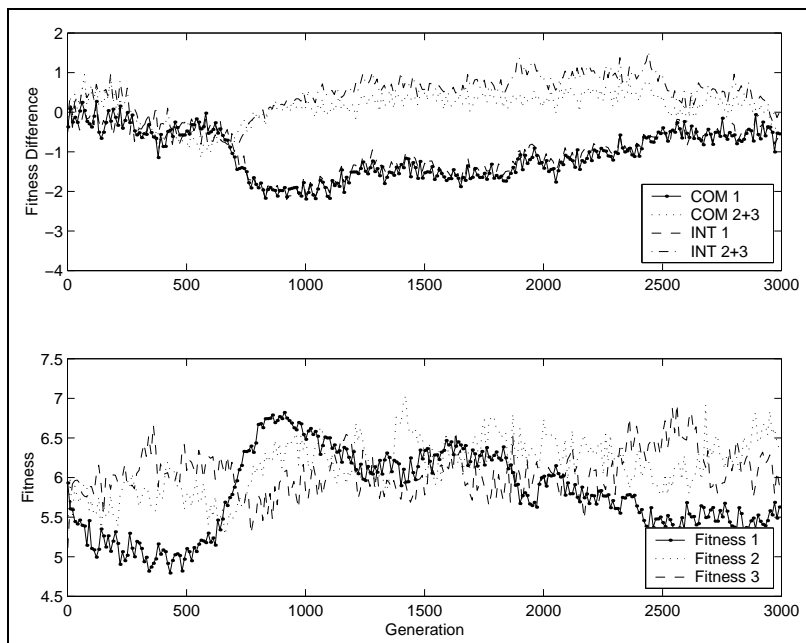 2
1
0
−1
−2
−3
−4
Fitness Difference
0 500 1000 1500 2000 2500 3000
COM 1
COM 2+3
INT 1
INT 2+3
7.5
7
6.5
6
5.5
5
4.5
Fitness
0 500 1000 1500 2000 2500 3000
Generation
Fitness 1
Fitness 2
Fitness 3